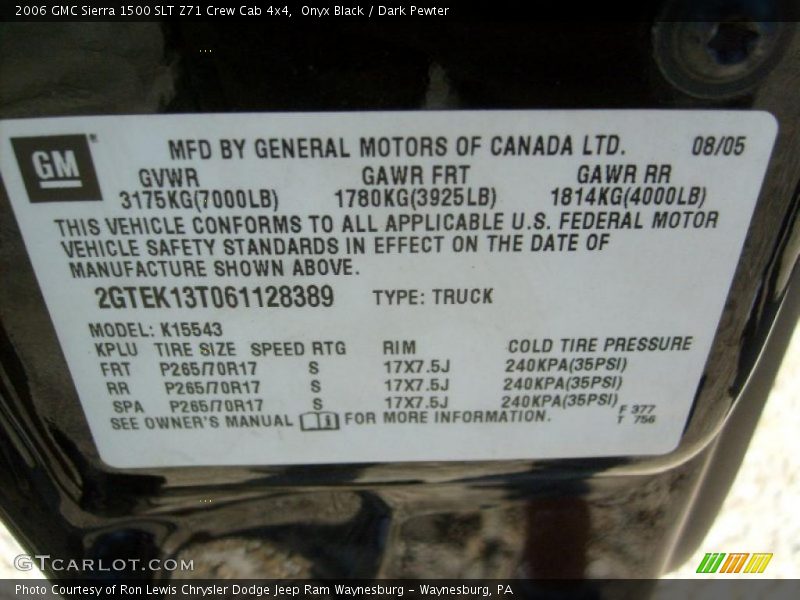 2006 GMC Sierra 1500 SLT Z71 Crew Cab 4x4, Onyx Black / Dark Pewter
GM
MFD BY GENERAL MOTORS OF CANADA LTD. 08/05
GVWR GAWR FRT GAWR RR
3175KG(7000LB) 1780KG(3925LB) 1814KG(4000LB)
THIS VEHICLE CONFORMS TO ALL APPLICABLE U.S. FEDERAL MOTOR
VEHICLE SAFETY STANDARDS IN EFFECT ON THE DATE OF
MANUFACTURE SHOWN ABOVE.
2GTEK13T061128389 TYPE: TRUCK
MODEL: K15543
KPLU TIRE SIZE SPEED RTG RIM COLD TIRE PRESSURE
FRT P265/70R17 S 17X7.5J 240KPA(35PSI)
RR P265/70R17 S 17X7.5J 240KPA(35PSI)
SPA P265/70R17 S 17X7.5J 240KPA(35PSI)
SEE OWNER'S MANUAL FOR MORE INFORMATION.
F 377
T 756
GTCarLot.com
Photo Courtesy of Ron Lewis Chrysler Dodge Jeep Ram Waynesburg - Waynesburg, PA